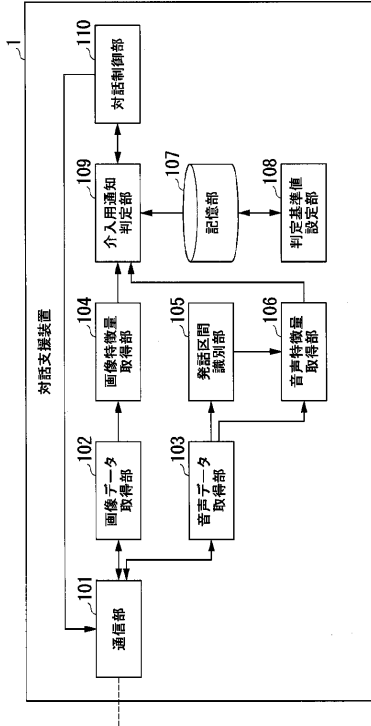 1
対話支援装置
101
通信部
102
画像データ
取得部
103
音声データ
取得部
104
画像特徴量
取得部
105
発話区間
識別部
106
音声特徴量
取得部
109
介入用通知
判定部
107
記憶部
108
判定基準値
設定部
110
対話制御部